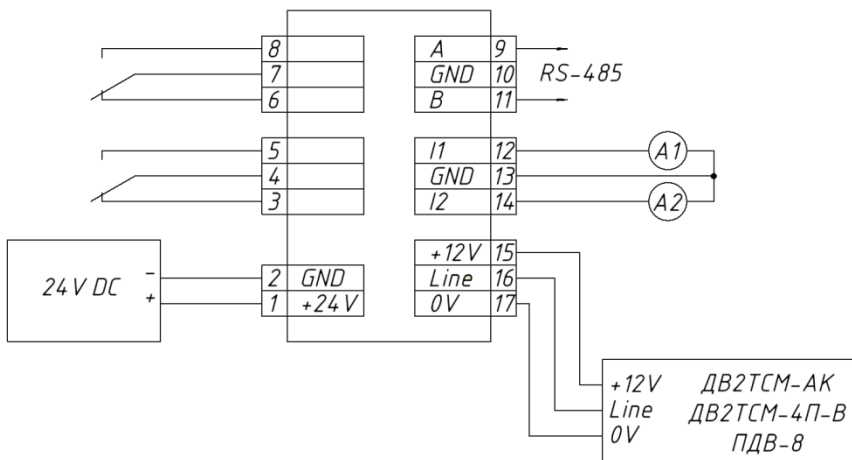 8 A 9
7 GND 10 RS-485
6 B 11
5 I1 12 A1
4 GND 13
3 I2 14 A2
+12V 15
24V DC - 2 GND Line 16
+ 1 +24V 0V 17
+12V ДВ2ТСМ-АК
Line ДВ2ТСМ-4П-В
0V ПДВ-8